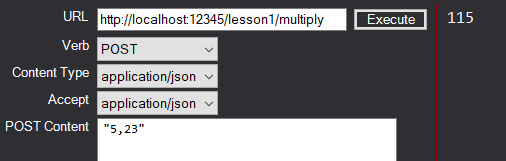 URL http://localhost:12345/lesson1/multiply Execute 115
Verb POST
Content Type application/json
Accept application/json
POST Content "5,23"